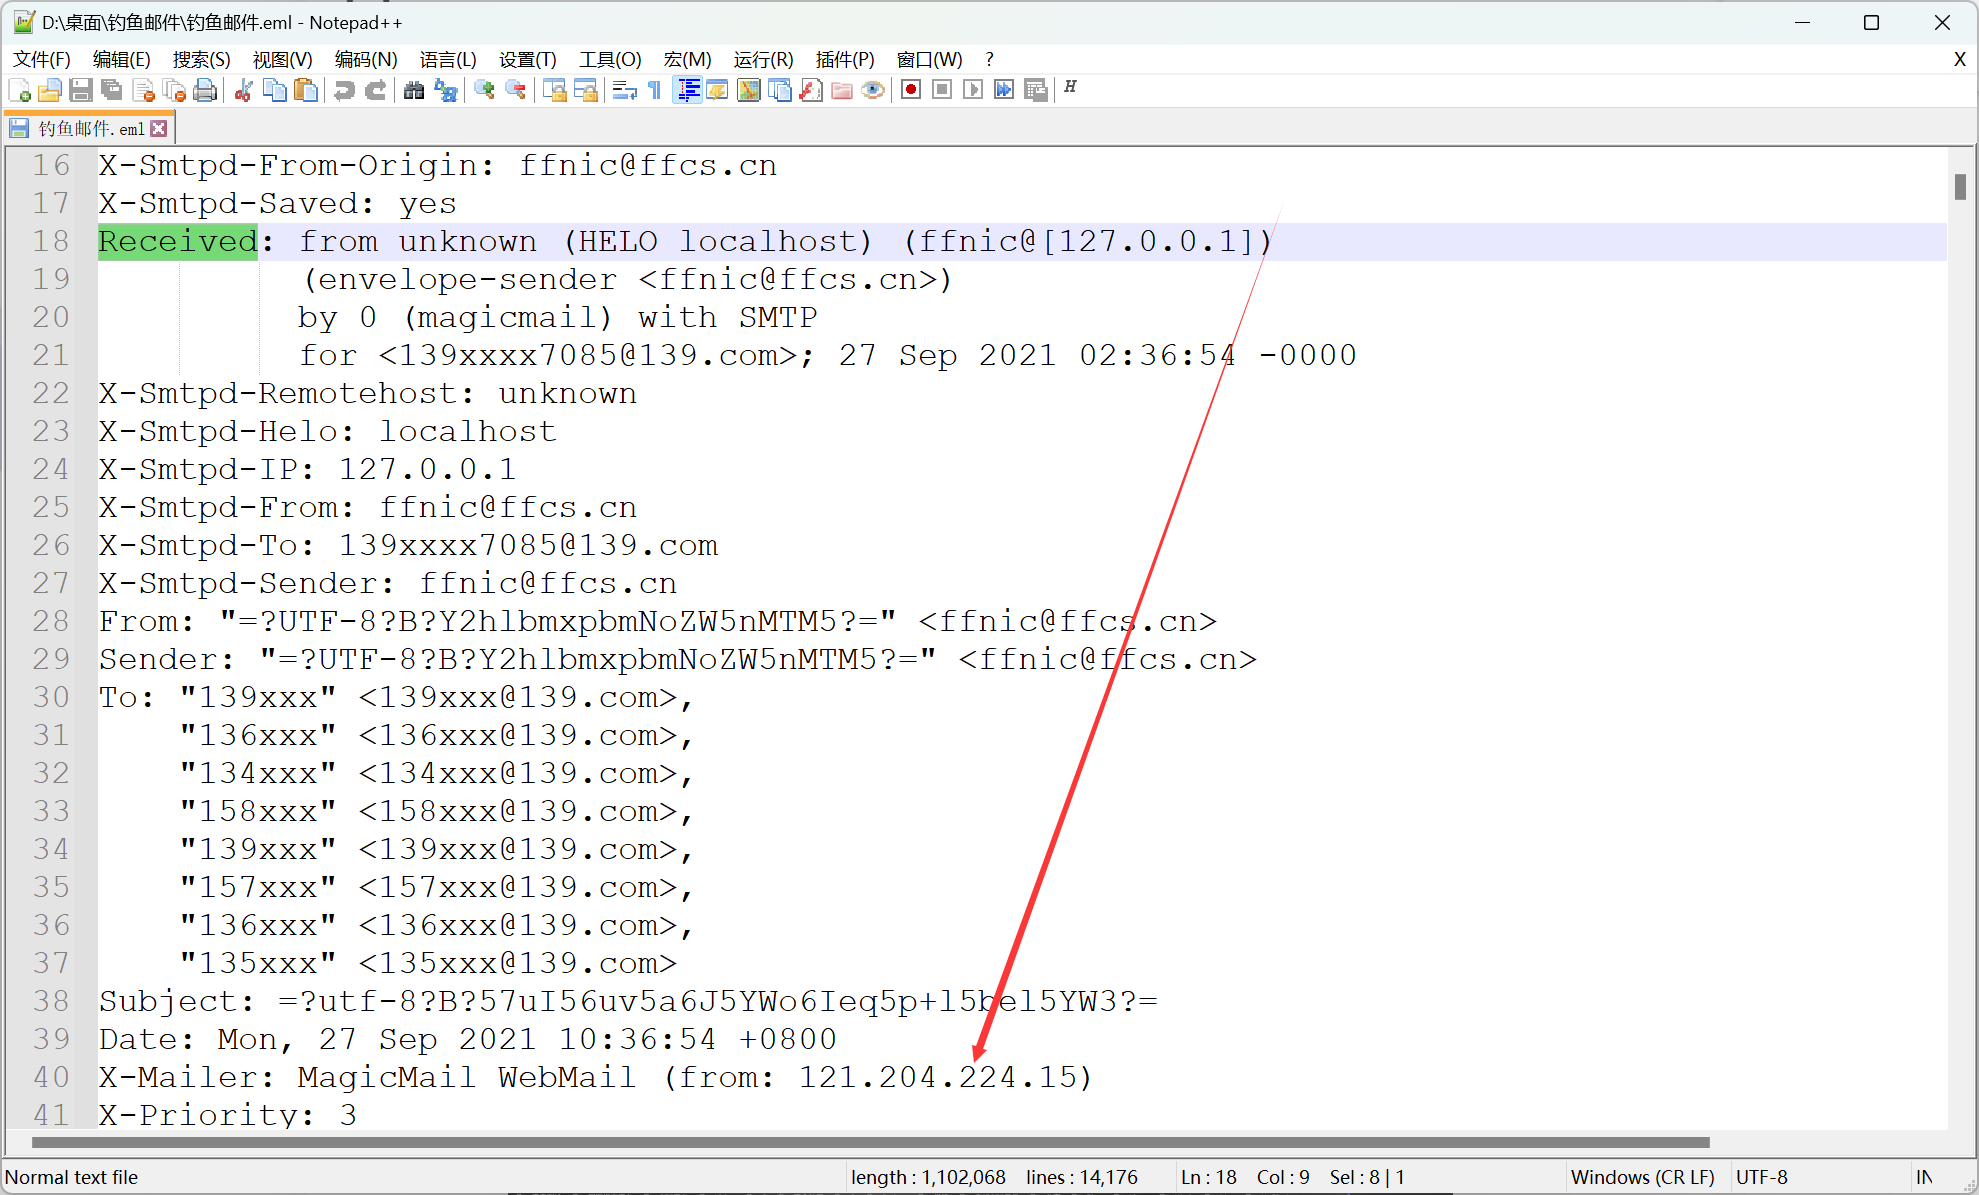 D:\桌面\钓鱼邮件\钓鱼邮件.eml - Notepad++
文件(F) 编辑(E) 搜索(S) 视图(V) 编码(N) 语言(L) 设置(T) 工具(O) 宏(M) 运行(R) 插件(P) 窗口(W) ? X
钓鱼邮件.eml
16 X-Smtpd-From-Origin: ffnic@ffcs.cn
17 X-Smtpd-Saved: yes
18 Received: from unknown (HELO localhost) (ffnic@[127.0.0.1])
19 (envelope-sender <ffnic@ffcs.cn>)
20 by 0 (magicmail) with SMTP
21 for <139xxxx7085@139.com>; 27 Sep 2021 02:36:54 -0000
22 X-Smtpd-Remotehost: unknown
23 X-Smtpd-Helo: localhost
24 X-Smtpd-IP: 127.0.0.1
25 X-Smtpd-From: ffnic@ffcs.cn
26 X-Smtpd-To: 139xxxx7085@139.com
27 X-Smtpd-Sender: ffnic@ffcs.cn
28 From: "=?UTF-8?B?Y2hlbmxpbmNoZW5nMTM5?=" <ffnic@ffcs.cn>
29 Sender: "=?UTF-8?B?Y2hlbmxpbmNoZW5nMTM5?=" <ffnic@ffcs.cn>
30 To: "139xxx" <139xxx@139.com>,
31 "136xxx" <136xxx@139.com>,
32 "134xxx" <134xxx@139.com>,
33 "158xxx" <158xxx@139.com>,
34 "139xxx" <139xxx@139.com>,
35 "157xxx" <157xxx@139.com>,
36 "136xxx" <136xxx@139.com>,
37 "135xxx" <135xxx@139.com>
38 Subject: =?utf-8?B?57uI56uv5a6J5YWo6Ieq5p+l5bel5YW3?=
39 Date: Mon, 27 Sep 2021 10:36:54 +0800
40 X-Mailer: MagicMail WebMail (from: 121.204.224.15)
41 X-Priority: 3
Normal text file length : 1,102,068 lines : 14,176 Ln : 18 Col : 9 Sel : 8 | 1 Windows (CR LF) UTF-8 IN